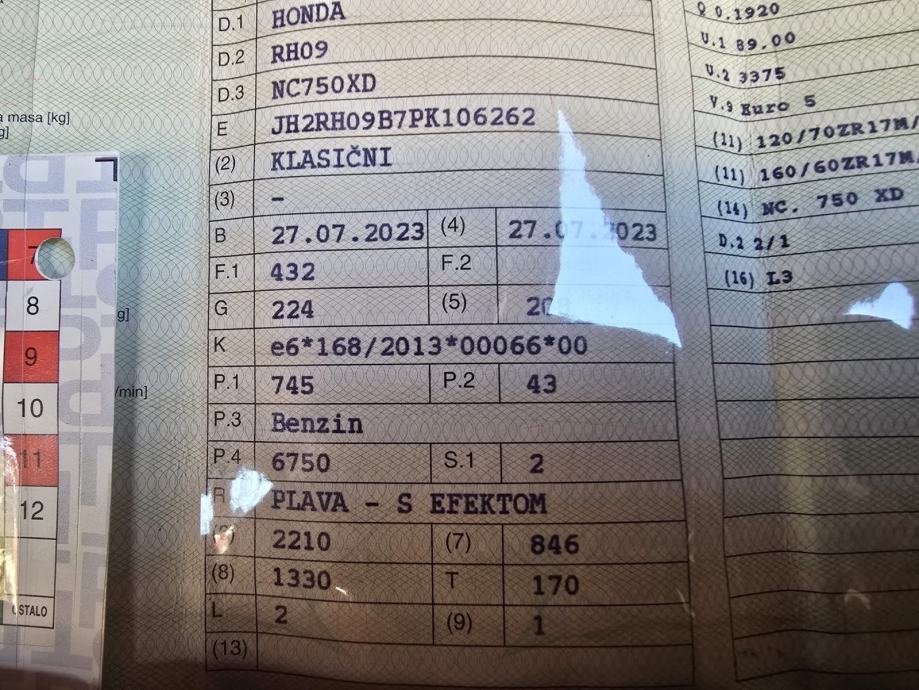 a masa [kg]
g]
7
8
9
10
11
12
OSTALO
g]
/min]
D.1 HONDA
D.2 RH09
D.3 NC750XD
E JH2RH09B7PK106262
(2) KLASIČNI
(3) –
B 27.07.2023 (4) 27.07.2023
F.1 432 F.2
G 224 (5)
K e6*168/2013*00066*00
P.1 745 P.2 43
P.3 Benzin
P.4 6750 S.1 2
R PLAVA – S EFEKTOM
2210 (7) 846
(8) 1330 T 170
L 2 (9) 1
(13)
Q 0.1920
U.1 89.00
U.2 3375
V.9 Euro 5
(11) 120/70ZR17M/
(11) 160/60ZR17M
(14) NC. 750 XD
D.2 2/1
(16) L3